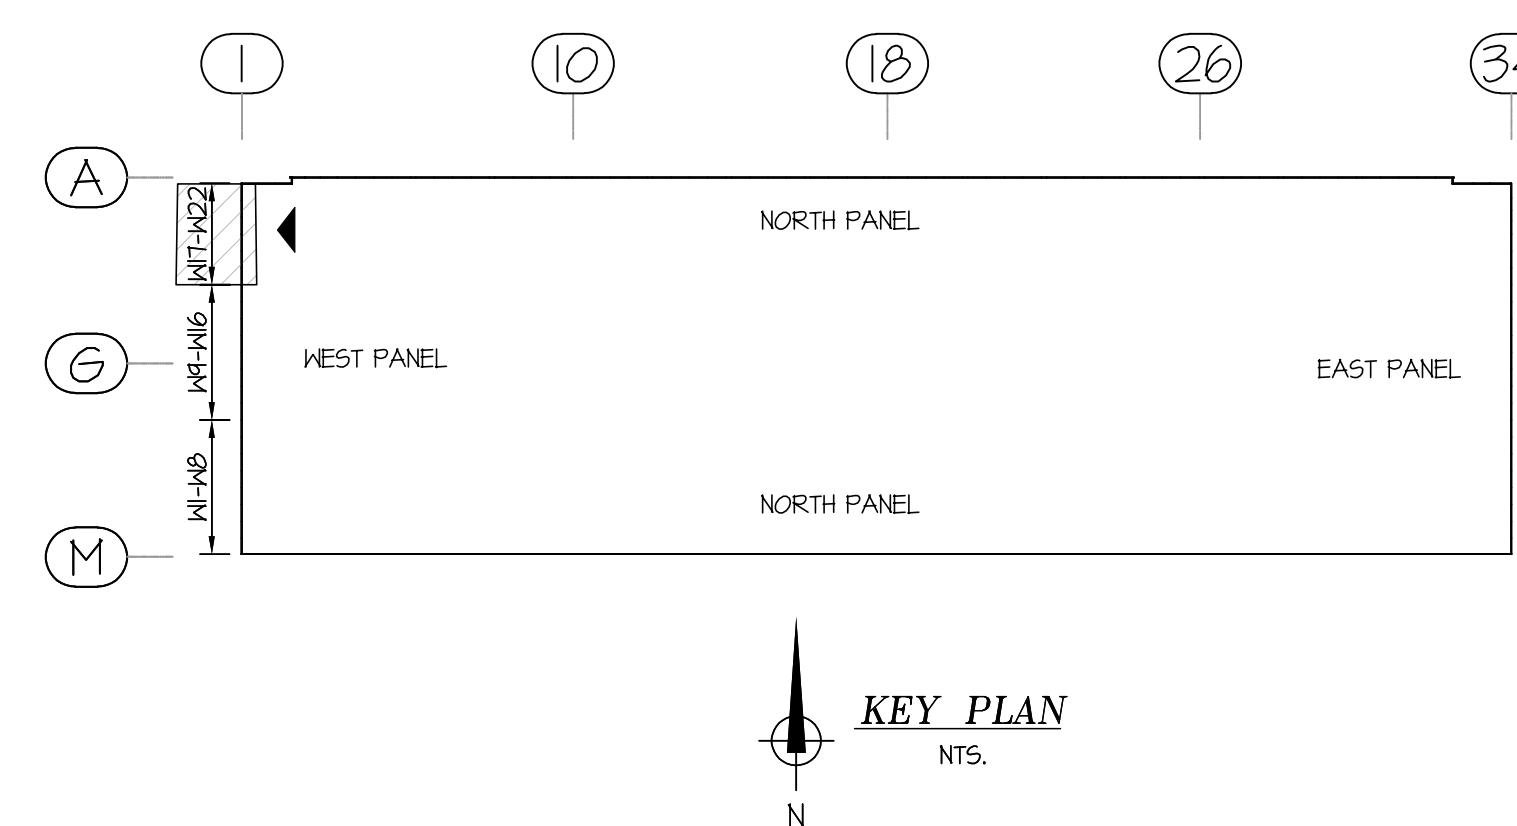 1
10
18
26
A
NORTH PANEL
W17-W22
G
W9-W16
WEST PANEL
EAST PANEL
W1-W8
NORTH PANEL
M
KEY PLAN
NTS.
N